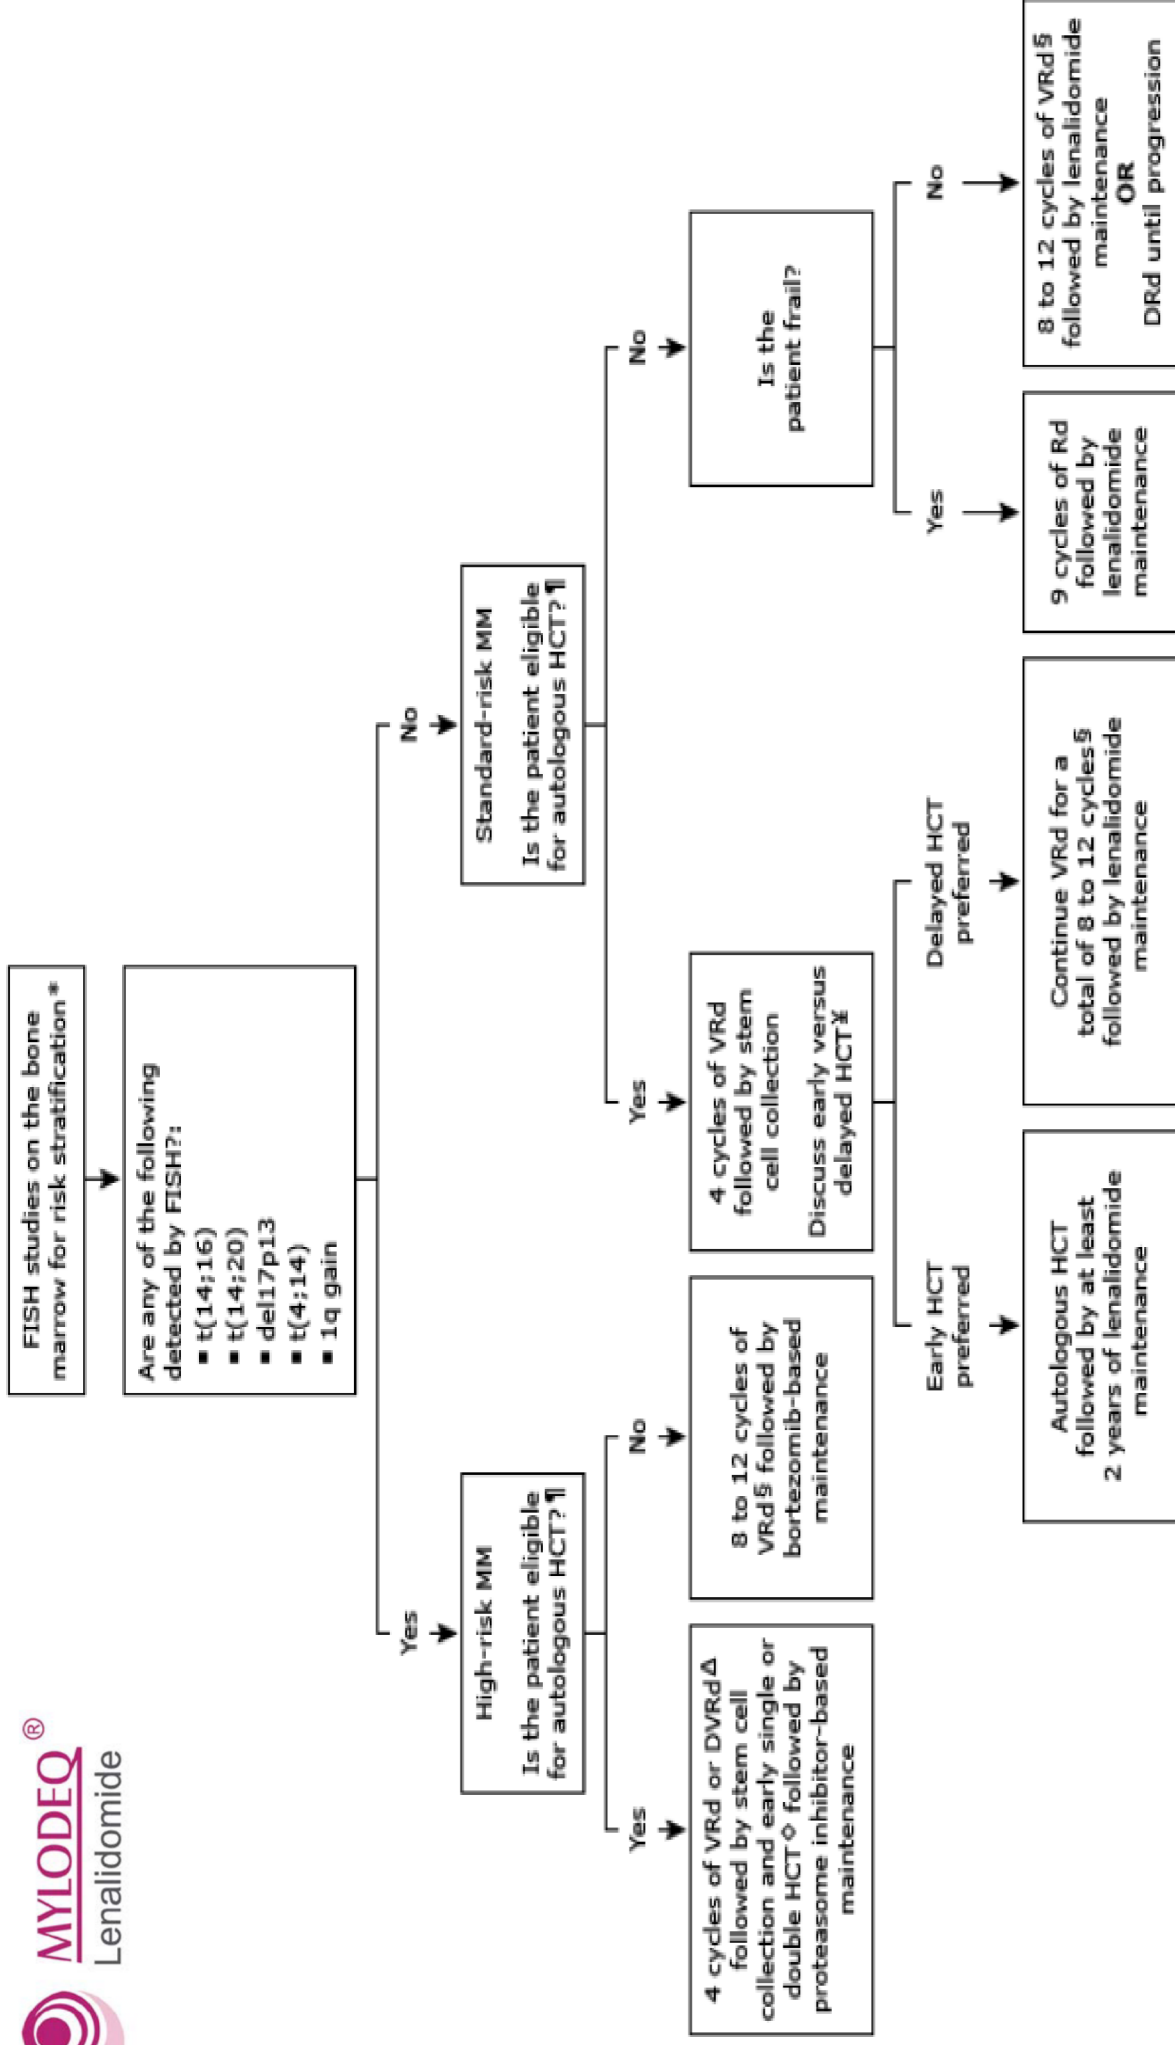 MYLODEQ®
Lenalidomide
FISH studies on the bone
marrow for risk stratification*
Are any of the following
detected by FISH?:
▪ t(14;16)
▪ t(14;20)
▪ del17p13
▪ t(4;14)
▪ 1q gain
Yes
No
High-risk MM
Is the patient eligible
for autologous HCT?¶
Standard-risk MM
Is the patient eligible
for autologous HCT?¶
Yes
No
Yes
No
4 cycles of VRd or DVRdΔ
followed by stem cell
collection and early single or
double HCT◊ followed by
proteasome inhibitor-based
maintenance
8 to 12 cycles of
VRd§ followed by
bortezomib-based
maintenance
4 cycles of VRd
followed by stem
cell collection
Discuss early versus
delayed HCT¥
Is the
patient frail?
Early HCT
preferred
Delayed HCT
preferred
Yes
No
Autologous HCT
followed by at least
2 years of lenalidomide
maintenance
Continue VRd for a
total of 8 to 12 cycles§
followed by lenalidomide
maintenance
9 cycles of Rd
followed by
lenalidomide
maintenance
8 to 12 cycles of VRd§
followed by lenalidomide
maintenance
OR
DRd until progression